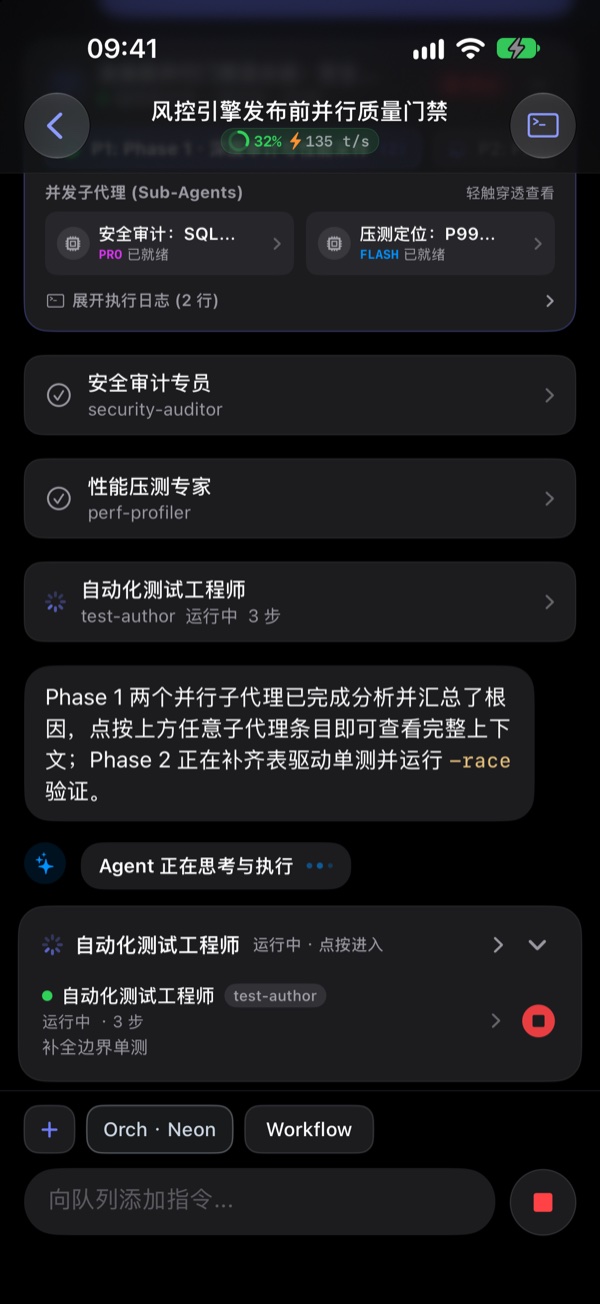 09:41
风控引擎发布前并行质量门禁
32% 135 t/s
并发子代理 (Sub-Agents) 轻触穿透查看
安全审计：SQL... 压测定位：P99...
PRO 已就绪 FLASH 已就绪
展开执行日志 (2 行)
安全审计专员
security-auditor
性能压测专家
perf-profiler
自动化测试工程师
test-author 运行中 3 步
Phase 1 两个并行子代理已完成分析并汇总了根
因，点按上方任意子代理条目即可查看完整上下
文；Phase 2 正在补齐表驱动单测并运行 -race
验证。
Agent 正在思考与执行
自动化测试工程师 运行中 · 点按进入
自动化测试工程师 test-author
运行中 · 3 步
补全边界单测
+ Orch · Neon Workflow
向队列添加指令...